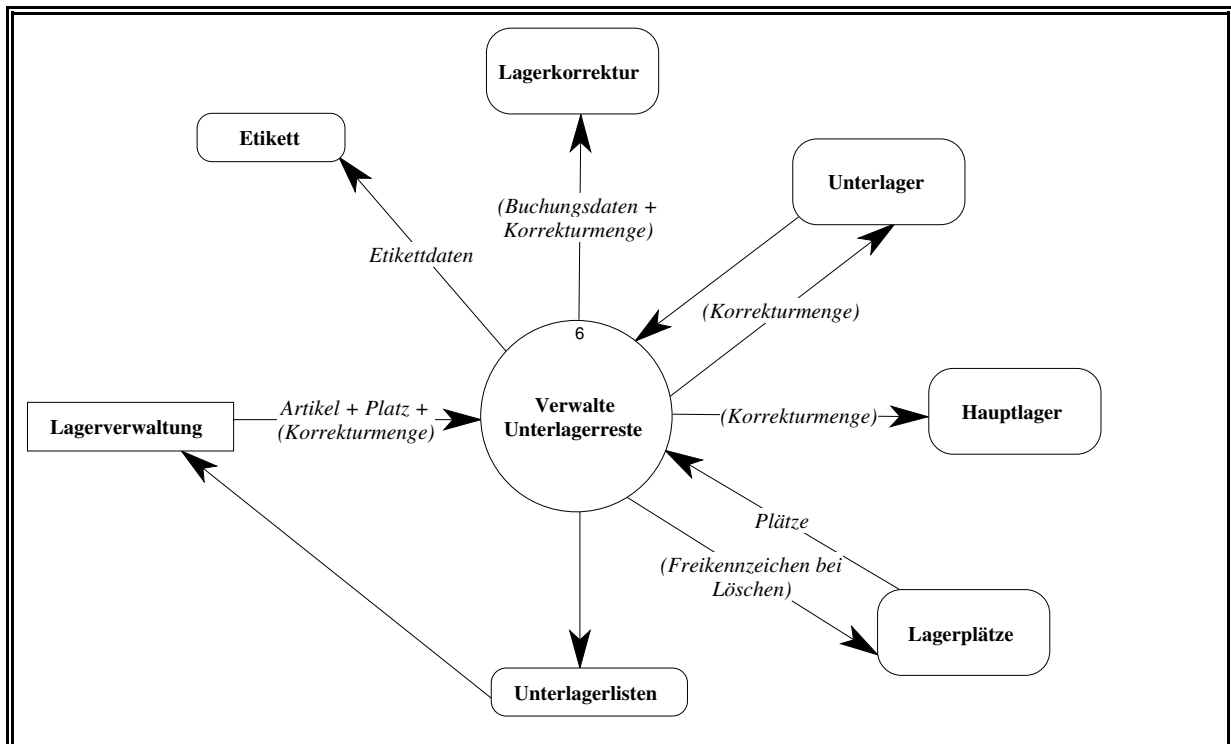 Lagerkorrektur
Etikett
Unterlager
(Buchungsdaten +
Korrekturmenge)
Etikettdaten
(Korrekturmenge)
6
Verwalte
Unterlagerreste
Lagerverwaltung
Artikel + Platz +
(Korrekturmenge)
(Korrekturmenge)
Hauptlager
Plätze
(Freikennzeichen bei
Löschen)
Lagerplätze
Unterlagerlisten